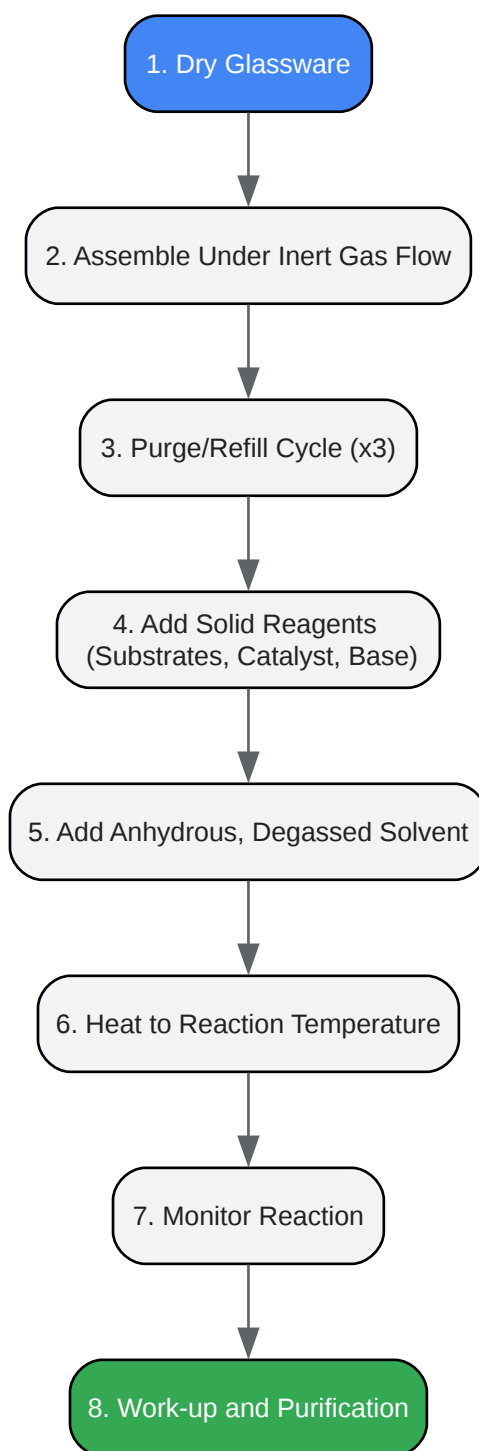 1. Dry Glassware
2. Assemble Under Inert Gas Flow
3. Purge/Refill Cycle (x3)
4. Add Solid Reagents
(Substrates, Catalyst, Base)
5. Add Anhydrous, Degassed Solvent
6. Heat to Reaction Temperature
7. Monitor Reaction
8. Work-up and Purification